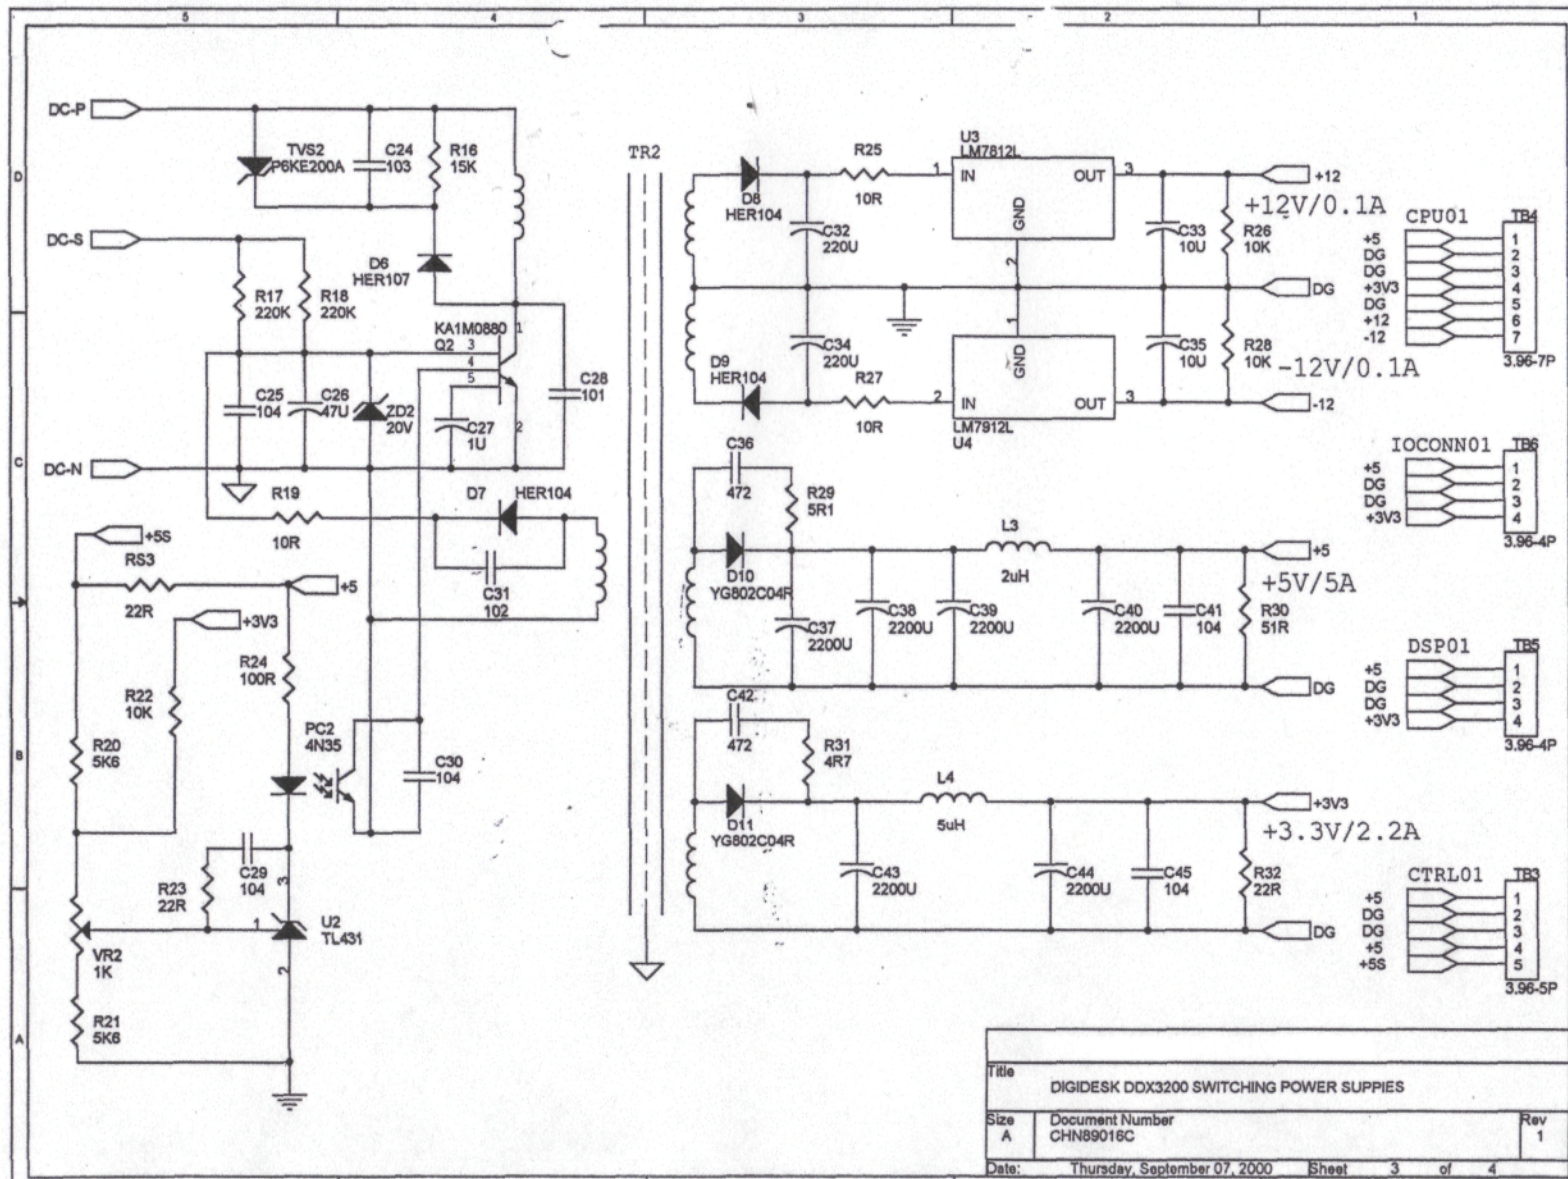 5 4 3 2 1
D
C
B
A
DC-P
TVS2
P6KE200A
C24
103
R16
15K
DC-S
D6
HER107
R17
220K
R18
220K
KA1M0880
Q2
1
3
4
5
2
C25
104
C26
47U
ZD2
20V
C27
1U
C28
101
DC-N
R19
10R
D7
HER104
C31
102
+5S
RS3
22R
+5
+3V3
R24
100R
R22
10K
R20
5K6
PC2
4N35
C30
104
C29
104
R23
22R
3
1
2
U2
TL431
VR2
1K
R21
5K6
TR2
D8
HER104
R25
10R
C32
220U
U3
LM7812L
1
IN
OUT
3
GND
2
C33
10U
R26
10K
+12
+12V/0.1A
DG
C34
220U
D9
HER104
R27
10R
1
GND
2
IN
OUT
3
LM7912L
U4
C35
10U
R28
10K
-12V/0.1A
-12
C36
472
R29
5R1
D10
YG802C04R
L3
2uH
C37
2200U
C38
2200U
C39
2200U
C40
2200U
C41
104
R30
51R
+5
+5V/5A
DG
C42
472
R31
4R7
D11
YG802C04R
L4
5uH
C43
2200U
C44
2200U
C45
104
R32
22R
+3V3
+3.3V/2.2A
DG
CPU01
TB4
+5 1
DG 2
DG 3
+3V3 4
DG 5
+12 6
-12 7
3.96-7P
IOCONN01
TB6
+5 1
DG 2
DG 3
+3V3 4
3.96-4P
DSP01
TB5
+5 1
DG 2
DG 3
+3V3 4
3.96-4P
CTRL01
TB3
+5 1
DG 2
DG 3
+5 4
+5S 5
3.96-5P
Title
DIGIDESK DDX3200 SWITCHING POWER SUPPIES
Size
A
Document Number
CHN89016C
Rev
1
Date: Thursday, September 07, 2000 Sheet 3 of 4